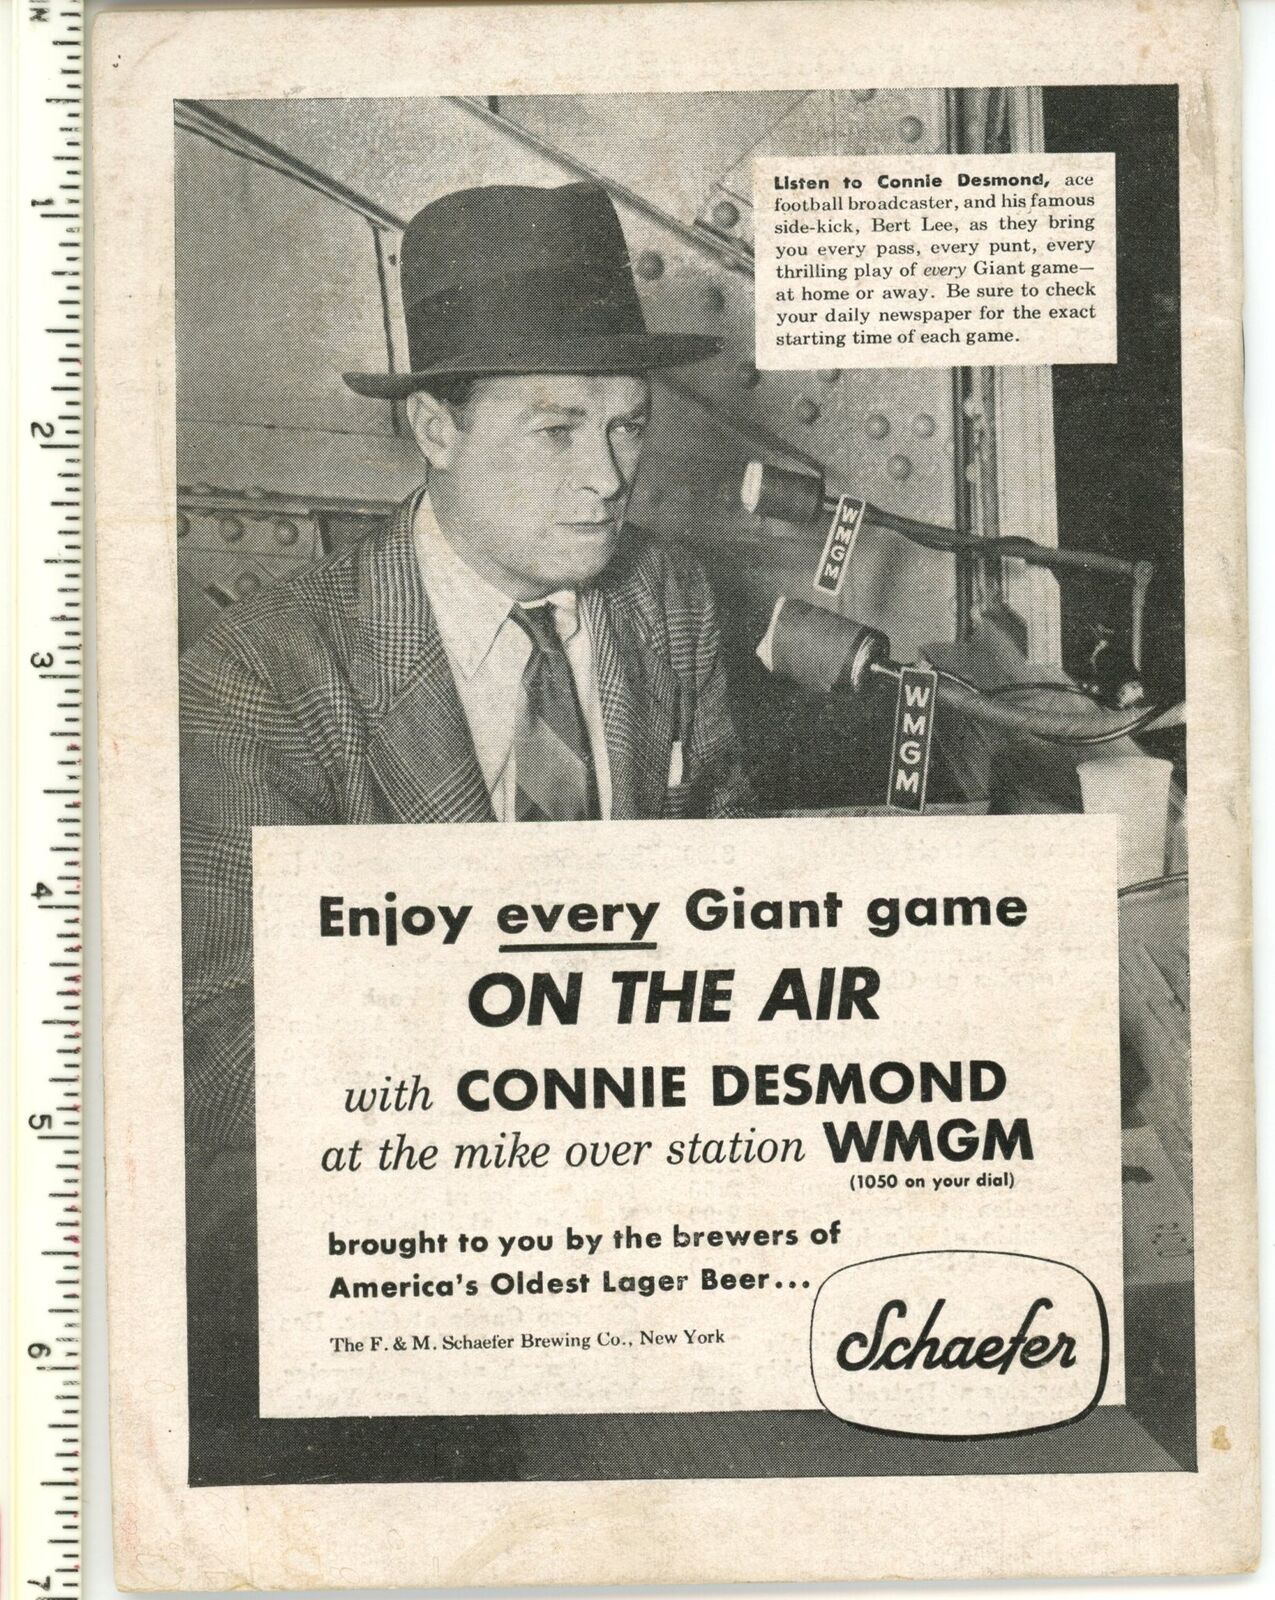 Listen to Connie Desmond, ace
football broadcaster, and his famous
side-kick, Bert Lee, as they bring
you every pass, every punt, every
thrilling play of every Giant game—
at home or away. Be sure to check
your daily newspaper for the exact
starting time of each game.
WMGM
WMGM
Enjoy every Giant game
ON THE AIR
with CONNIE DESMOND
at the mike over station WMGM
(1050 on your dial)
brought to you by the brewers of
America's Oldest Lager Beer...
The F. & M. Schaefer Brewing Co., New York
Schaefer
IN
1
2
3
4
5
6
7